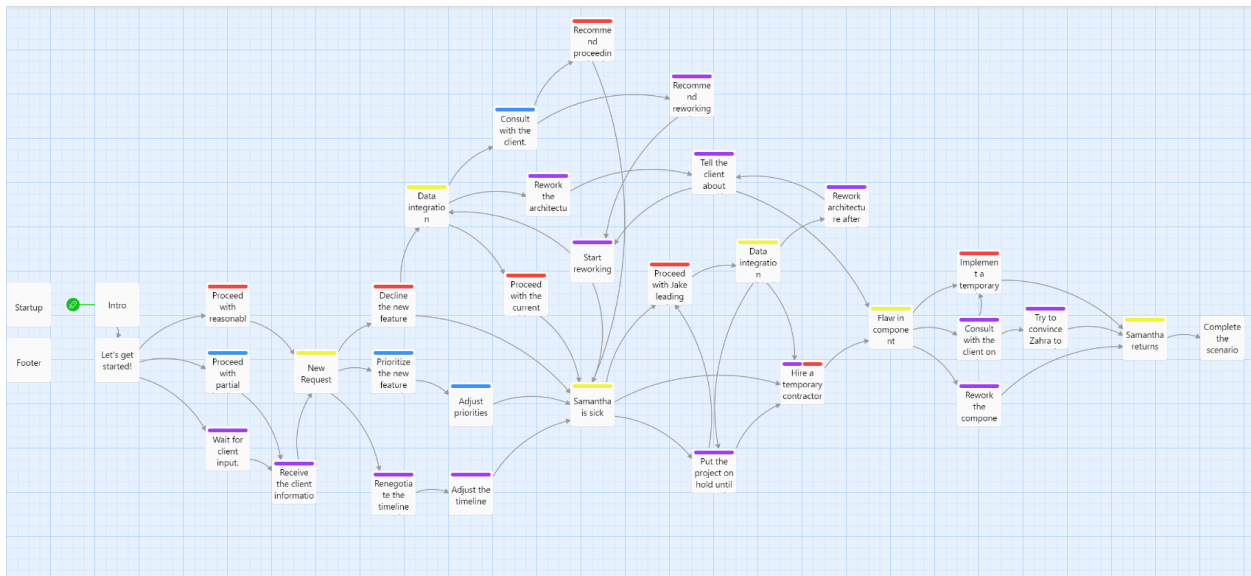 Recomme
nd
proceedin
Recomme
nd
reworking
Consult
with the
client.
Tell the
client
about
Rework
the
architectu
Data
integratio
n
Rework
architectu
re after
Start
reworking
Data
integratio
n
Proceed
with Jake
leading
Implemen
t a
temporary
Proceed
with the
current
Startup
Intro
Proceed
with
reasonabl
Decline
the new
feature
Flaw in
compone
nt
Consult
with the
client on
Try to
convince
Zahra to
Samantha
returns
Complete
the
scenario
Footer
Let's get
started!
Proceed
with
partial
New
Request
Prioritize
the new
feature
Adjust
priorities
Samantha
is sick
Hire a
temporary
contractor
Rework
the
compone
Wait for
client
input.
Receive
the client
informatio
Renegotia
te the
timeline
Adjust the
timeline
Put the
project on
hold until